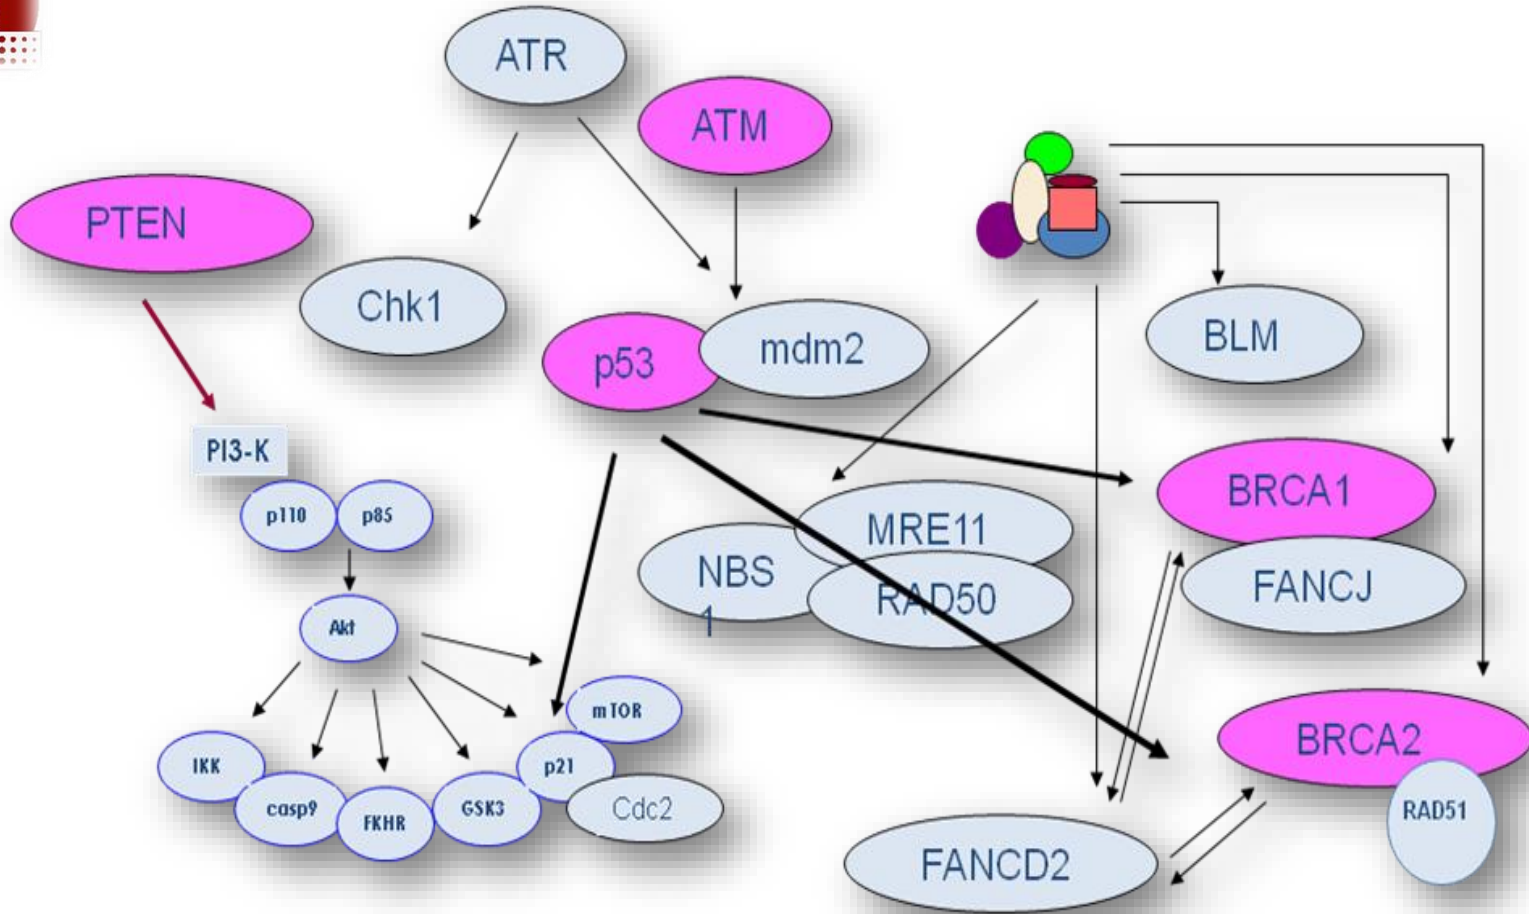 ATR
ATM
PTEN
Chk1
p53
mdm2
BLM
PI3-K
p110
p85
BRCA1
MRE11
NBS
1
RAD50
FANCJ
Akt
mTOR
BRCA2
IKK
p21
casp9
FKHR
GSK3
Cdc2
RAD51
FANCD2